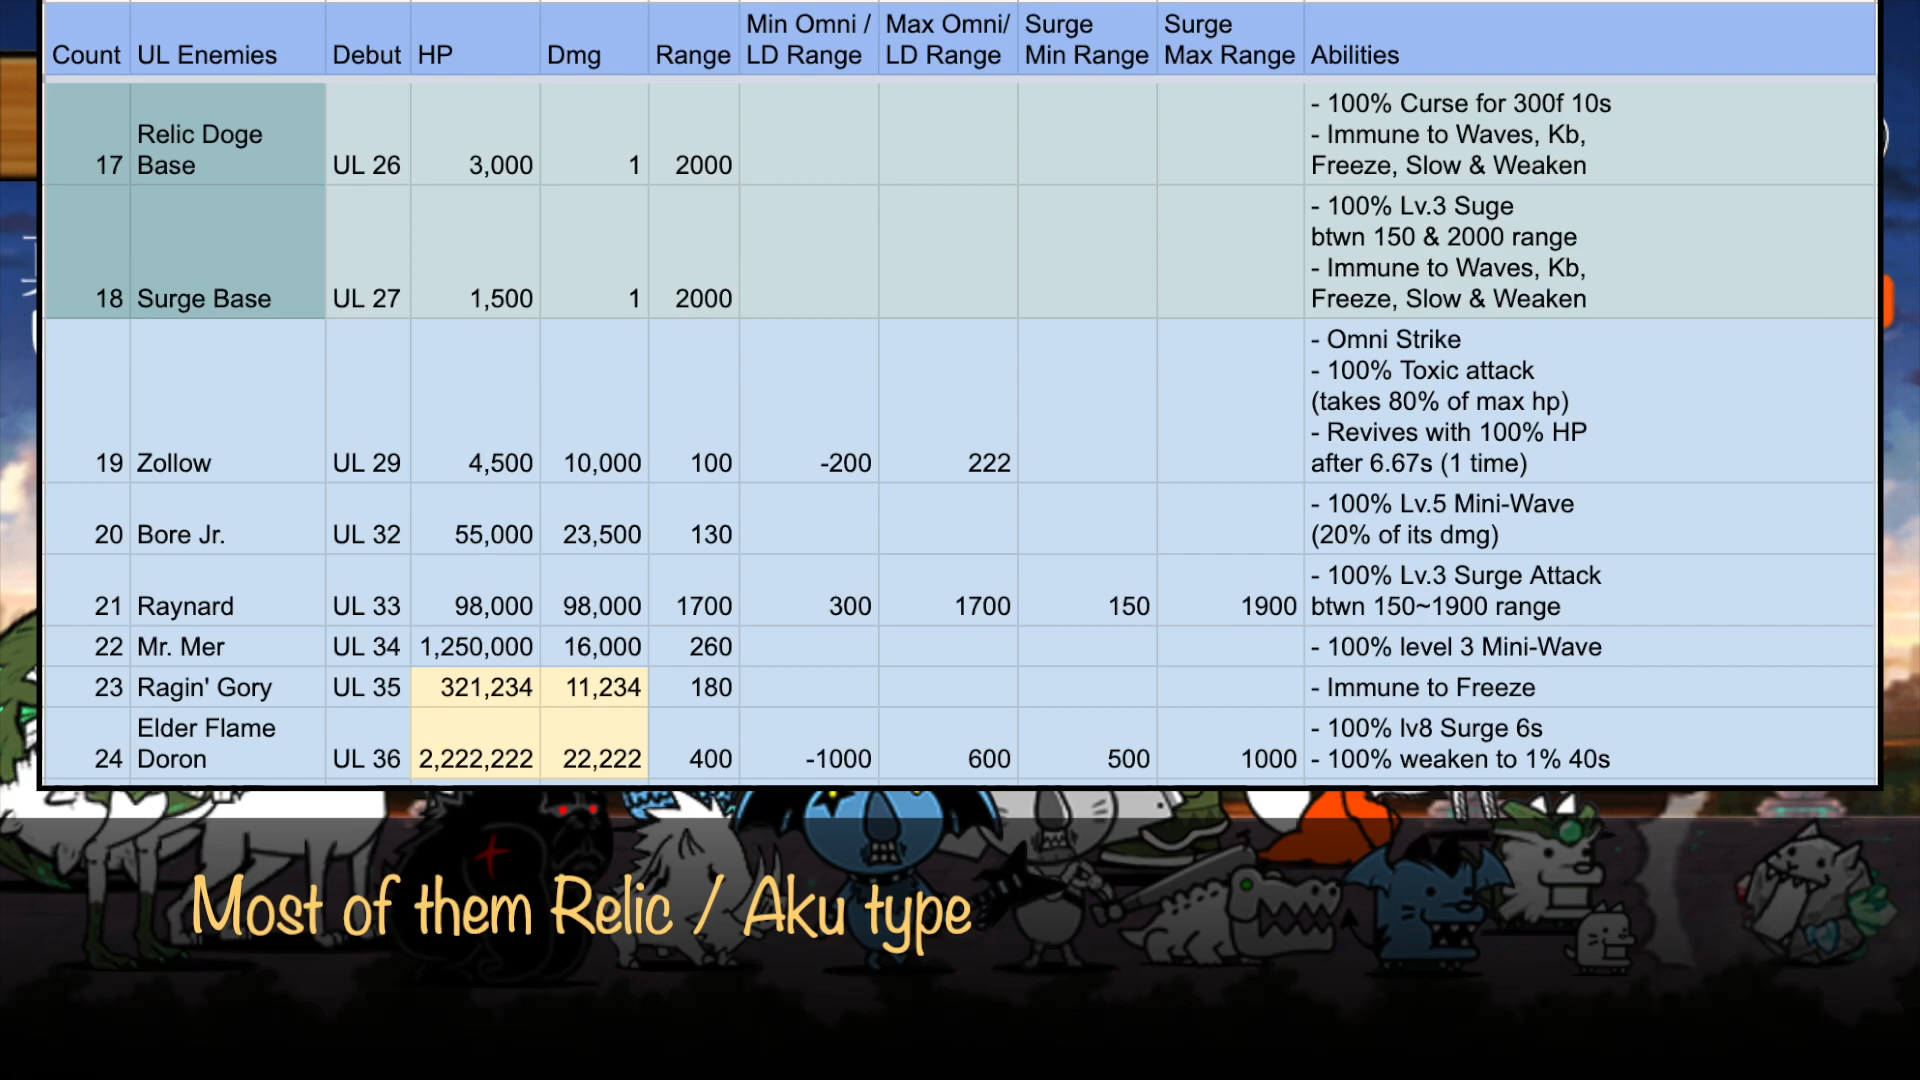 Count UL Enemies Debut HP Dmg Range Min Omni / LD Range Max Omni/ LD Range Surge Min Range Surge Max Range Abilities
17 Relic Doge Base UL 26 3,000 1 2000 - 100% Curse for 300f 10s
- Immune to Waves, Kb,
Freeze, Slow & Weaken
18 Surge Base UL 27 1,500 1 2000 - 100% Lv.3 Suge
btwn 150 & 2000 range
- Immune to Waves, Kb,
Freeze, Slow & Weaken
19 Zollow UL 29 4,500 10,000 100 -200 222 - Omni Strike
- 100% Toxic attack
(takes 80% of max hp)
- Revives with 100% HP
after 6.67s (1 time)
20 Bore Jr. UL 32 55,000 23,500 130 - 100% Lv.5 Mini-Wave
(20% of its dmg)
21 Raynard UL 33 98,000 98,000 1700 300 1700 150 1900 - 100% Lv.3 Surge Attack
btwn 150~1900 range
22 Mr. Mer UL 34 1,250,000 16,000 260 - 100% level 3 Mini-Wave
23 Ragin' Gory UL 35 321,234 11,234 180 - Immune to Freeze
24 Elder Flame Doron UL 36 2,222,222 22,222 400 -1000 600 500 1000 - 100% lv8 Surge 6s
- 100% weaken to 1% 40s
Most of them Relic / Aku type